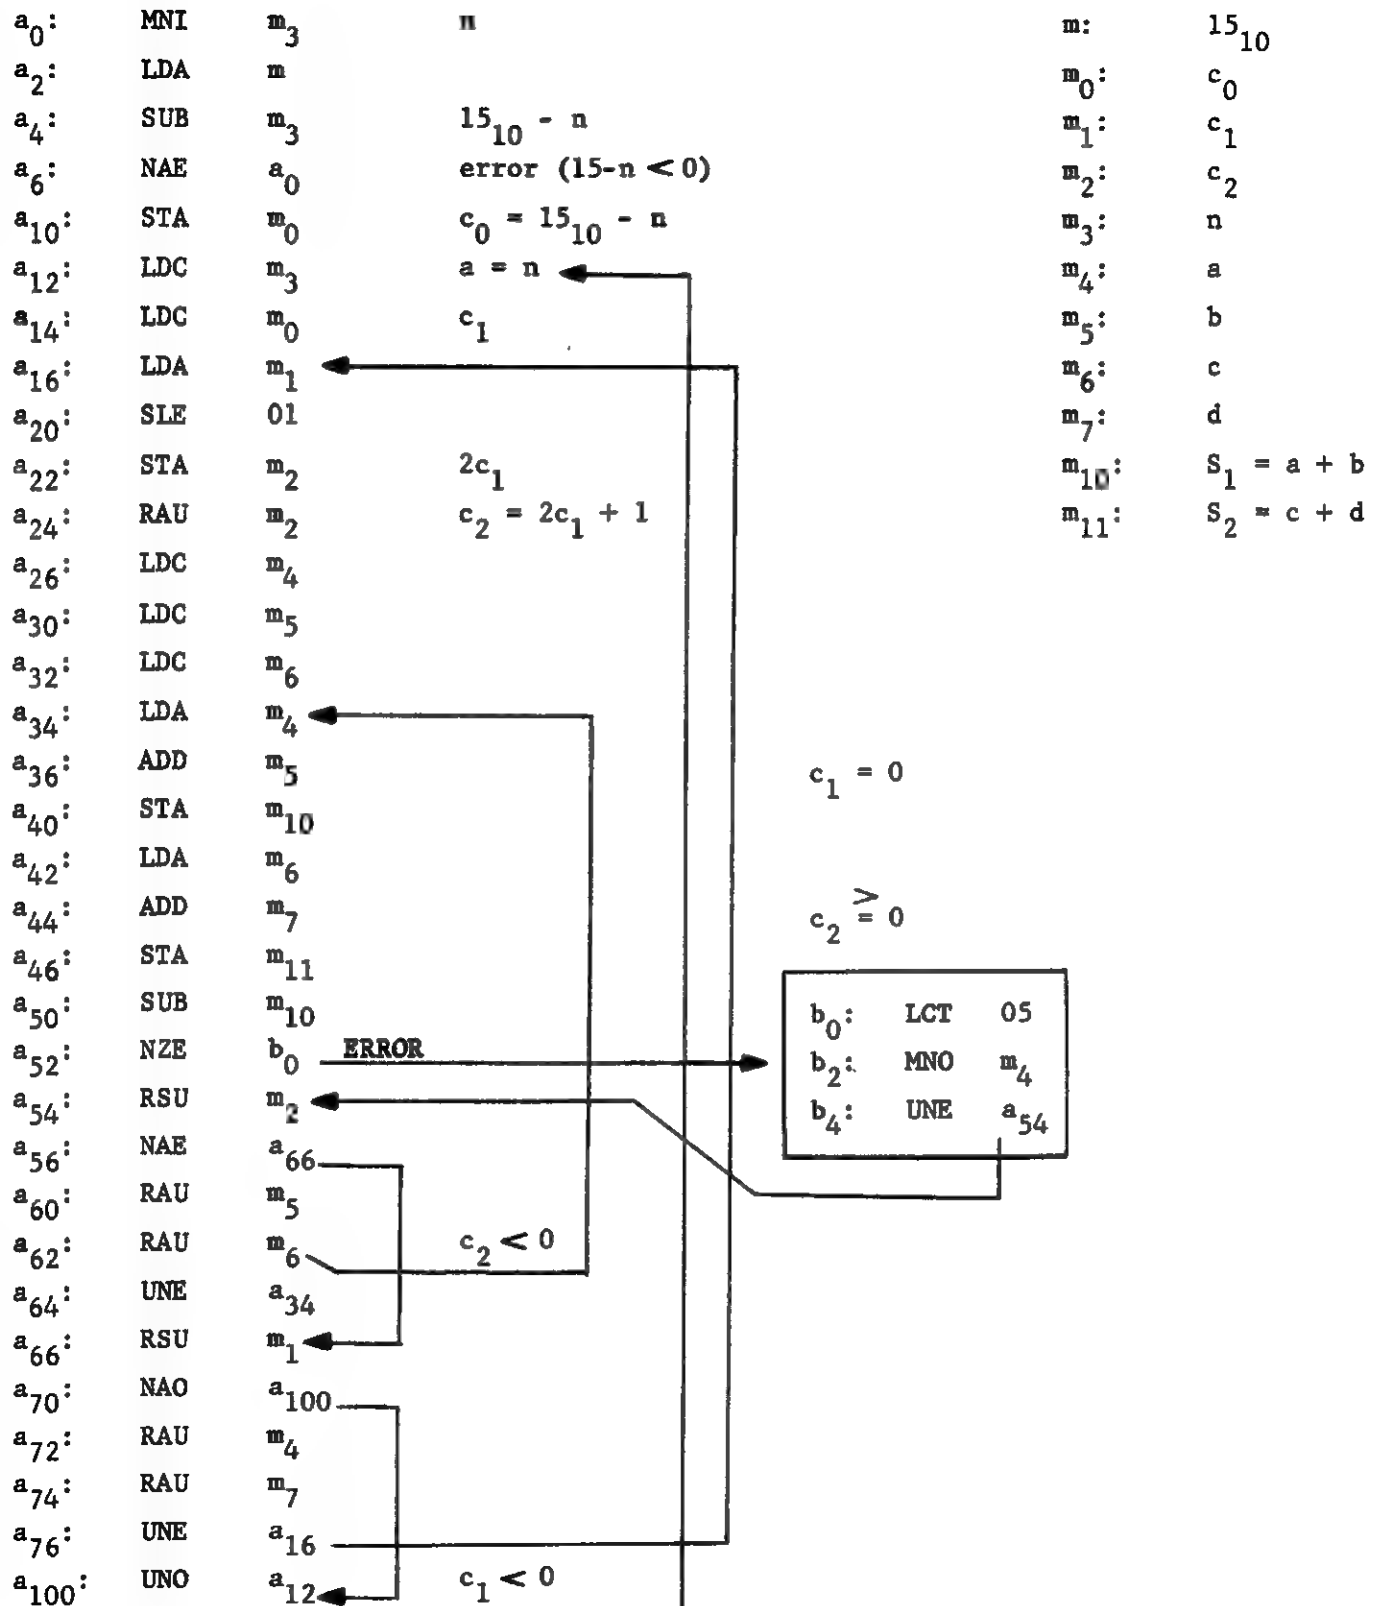 a0: MNI m3 n m: 15 10
a2: LDA m m0: c0
a4: SUB m3 15 10 - n m1: c1
a6: NAE a0 error (15-n < 0) m2: c2
a10: STA m0 c0 = 15 10 - n m3: n
a12: LDC m3 a = n m4: a
a14: LDC m0 c1 m5: b
a16: LDA m1 m6: c
a20: SLE 01 m7: d
a22: STA m2 2c1 m10: S1 = a + b
a24: RAU m2 c2 = 2c1 + 1 m11: S2 = c + d
a26: LDC m4
a30: LDC m5
a32: LDC m6
a34: LDA m4
a36: ADD m5 c1 = 0
a40: STA m10
a42: LDA m6
a44: ADD m7 c2 >= 0
a46: STA m11
a50: SUB m10 b0: LCT 05
a52: NZE b0 ERROR b2: MNO m4
a54: RSU m2 b4: UNE a54
a56: NAE a66
a60: RAU m5
a62: RAU m6 c2 < 0
a64: UNE a34
a66: RSU m1
a70: NAO a100
a72: RAU m4
a74: RAU m7
a76: UNE a16
a100: UNO a12 c1 < 0